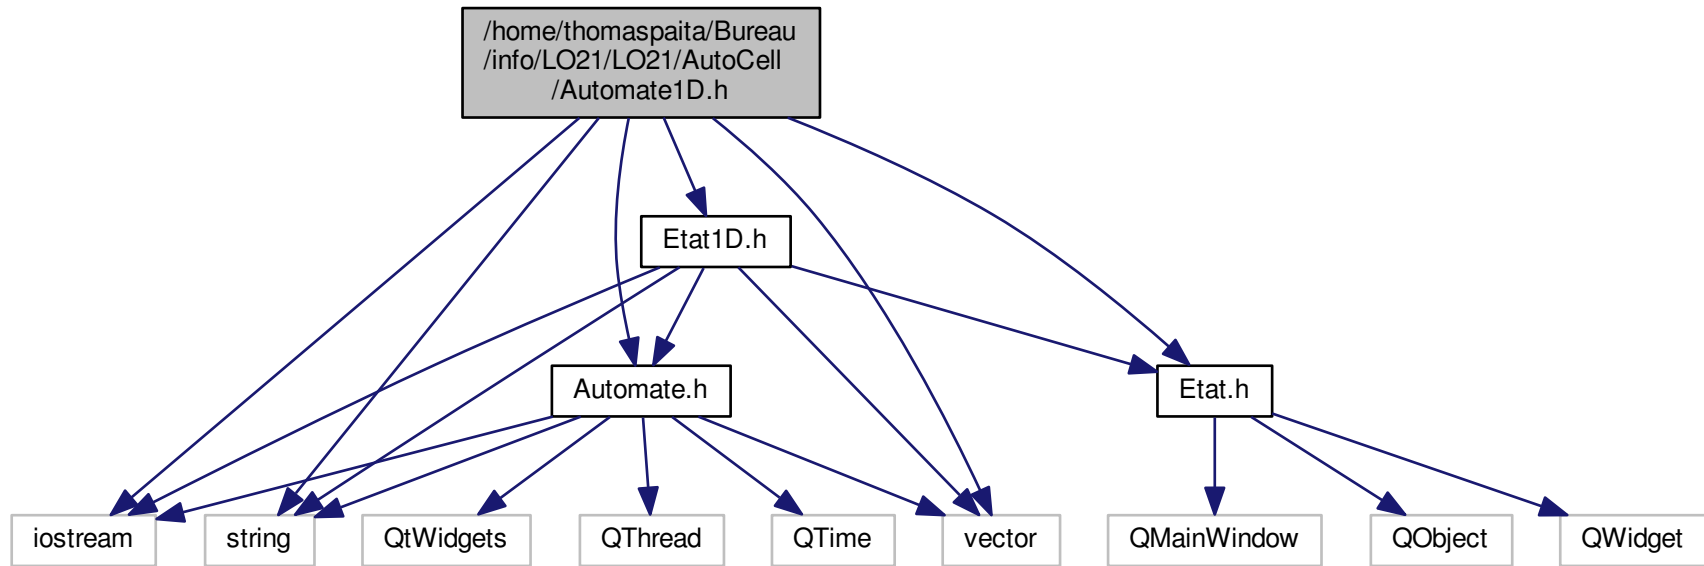 /home/thomaspaita/Bureau
/info/LO21/LO21/AutoCell
/Automate1D.h
Etat1D.h
Automate.h
Etat.h
iostream
string
QtWidgets
QThread
QTime
vector
QMainWindow
QObject
QWidget